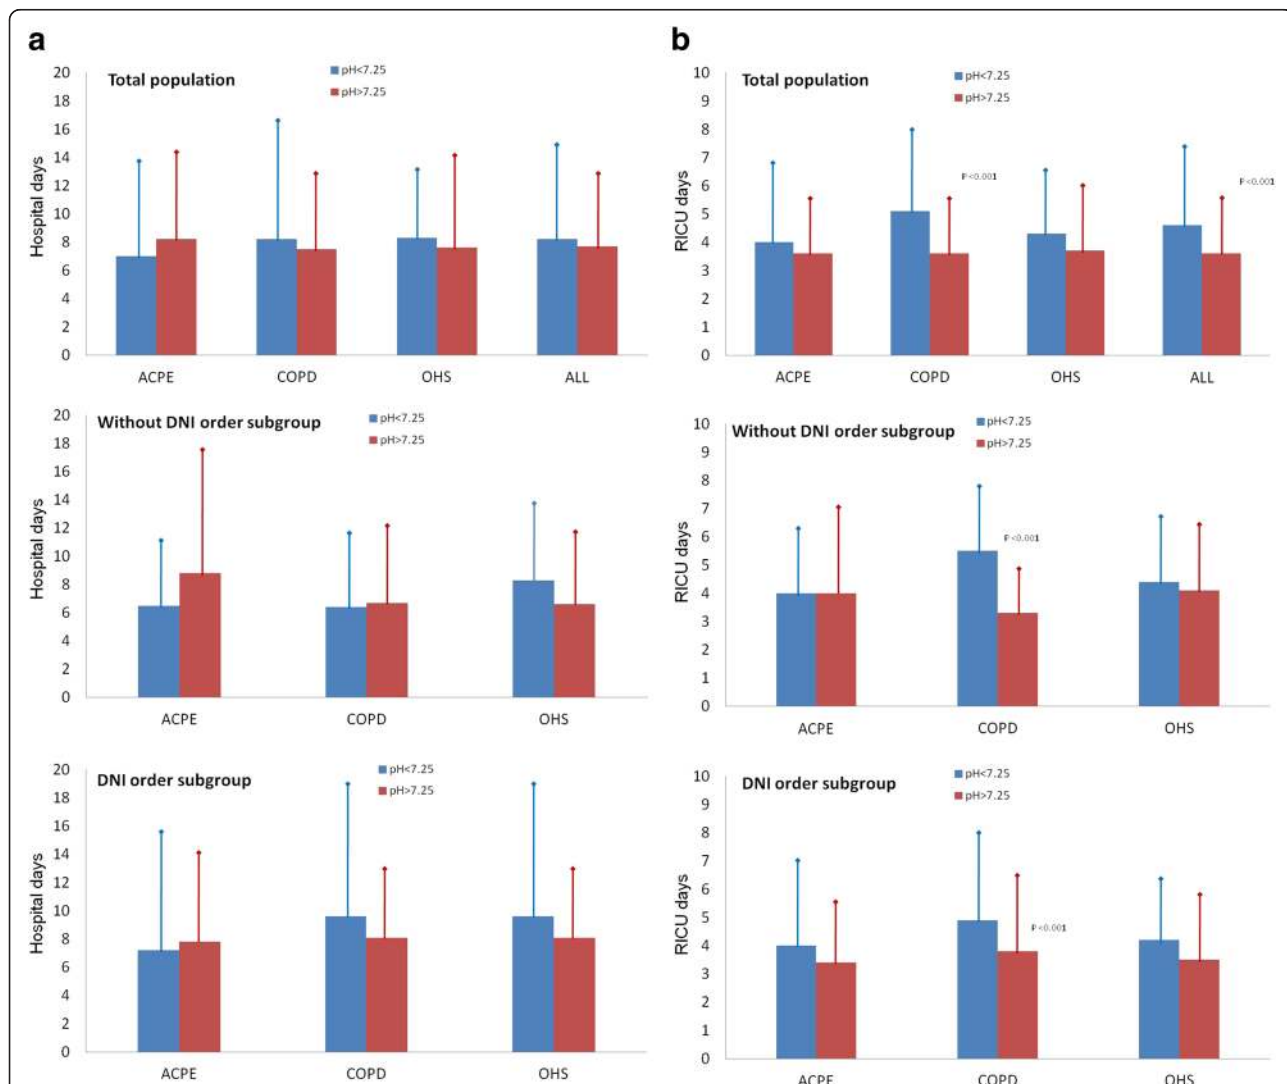 a
Total population
pH<7.25
pH>7.25
Hospital days
20
18
16
14
12
10
8
6
4
2
0
ACPE COPD OHS ALL
Without DNI order subgroup
pH<7.25
pH>7.25
Hospital days
20
18
16
14
12
10
8
6
4
2
0
ACPE COPD OHS
DNI order subgroup
pH<7.25
pH>7.25
Hospital days
20
18
16
14
12
10
8
6
4
2
0
ACPE COPD OHS
b
Total population
pH<7.25
pH>7.25
RICU days
10
9
8
7
6
5
4
3
2
1
0
P <0.001
P <0.001
ACPE COPD OHS ALL
Without DNI order subgroup
pH<7.25
pH>7.25
RICU days
10
9
8
7
6
5
4
3
2
1
0
P <0.001
ACPE COPD OHS
DNI order subgroup
pH<7.25
pH>7.25
RICU days
10
9
8
7
6
5
4
3
2
1
0
P <0.001
ACPE COPD OHS